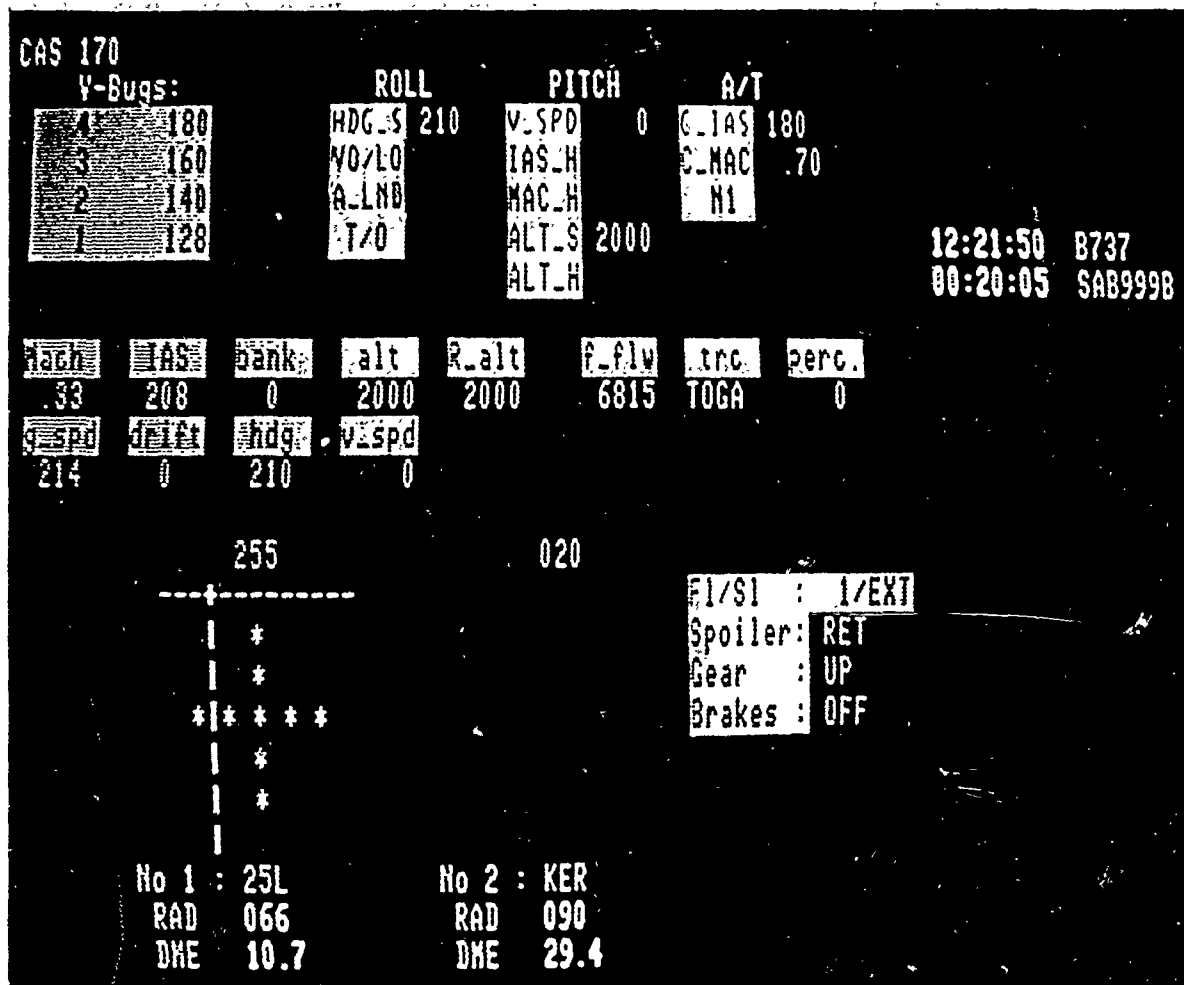 CAS 170
V-Bugs: ROLL PITCH A/T
4 180 HDG_S 210 V_SPD 0 C_IAS 180
3 160 VO/LO IAS_H C_MAC .70
2 140 A_LND MAC_H N1
1 128 T/O ALT_S 2000
12:21:50 B737
ALT_H
00:20:05 SAB999B
Mach IAS bank alt R_alt f_flw trc perc.
.33 208 0 2000 2000 6815 TOGA 0
g_spd drift hdg v_spd
214 0 210 0
255 020
Fl/Sl : 1/EXT
Spoiler: RET
Gear : UP
Brakes : OFF
No 1 : 25L No 2 : KER
RAD 066 RAD 090
DME 10.7 DME 29.4